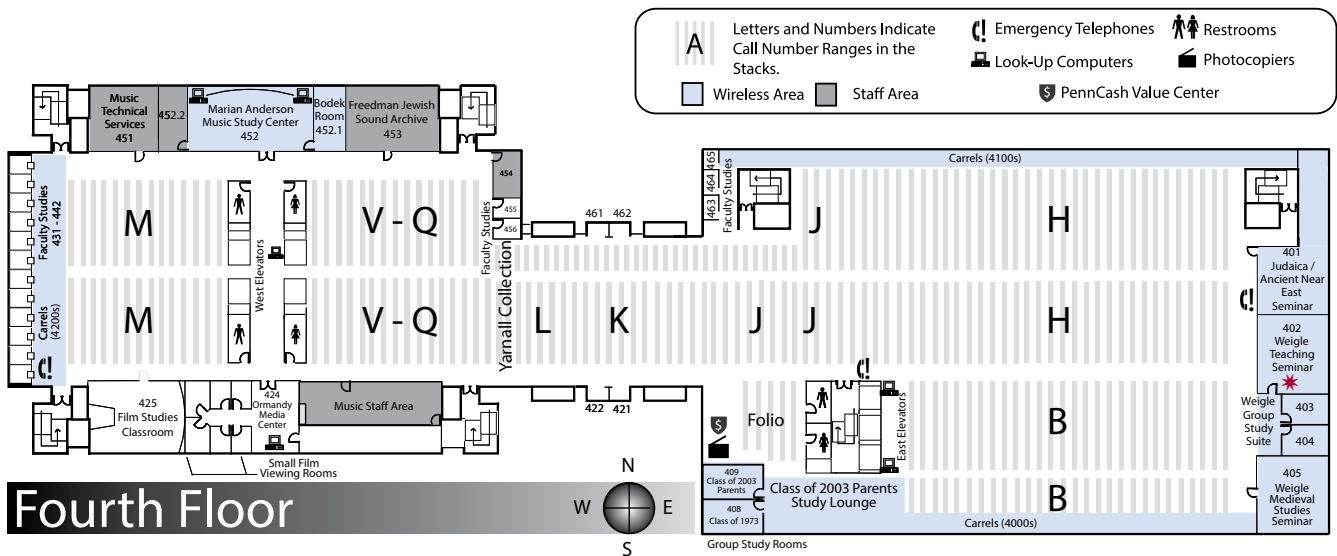 A
Letters and Numbers Indicate
Call Number Ranges in the
Stacks.
Emergency Telephones
Restrooms
Look-Up Computers
Photocopiers
Wireless Area
Staff Area
$
PennCash Value Center
Music
Technical
Services
451
452.2
Marian Anderson
Music Study Center
452
Bodek
Room
452.1
Freedman Jewish
Sound Archive
453
454
455
456
Faculty Studies
461
462
465
464
463
Faculty Studies
Carrels (4100s)
Faculty Studies
431 - 442
M
V - Q
J
H
West Elevators
Carrels
(4200s)
M
V - Q
Yarnall Collection
L
K
J
J
H
401
Judaica /
Ancient Near
East
Seminar
402
Weigle
Teaching
Seminar
425
Film Studies
Classroom
424
Ormandy
Media
Center
Music Staff Area
Small Film
Viewing Rooms
422
421
$
Folio
East Elevators
B
Weigle
Group
Study
Suite
403
404
409
Class of 2003
Parents
408
Class of 1973
Class of 2003 Parents
Study Lounge
B
405
Weigle
Medieval
Studies
Seminar
Carrels (4000s)
Group Study Rooms
Fourth Floor
N
W
E
S